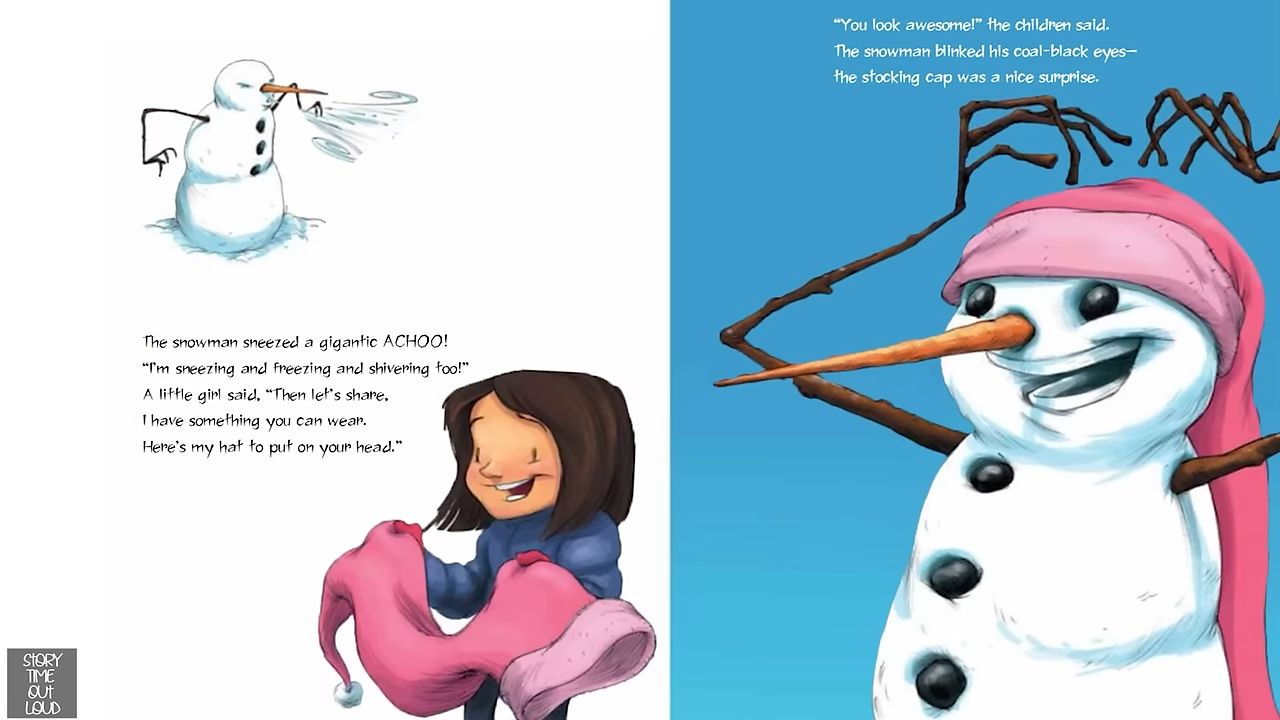 The snowman sneezed a gigantic ACHOO!
“I’m sneezing and freezing and shivering too!”
A little girl said, “Then let’s share,
I have something you can wear.
Here’s my hat to put on your head.”
“You look awesome!” the children said.
The snowman blinked his coal-black eyes—
the stocking cap was a nice surprise.
STORY
TIME
OUT
LOUD